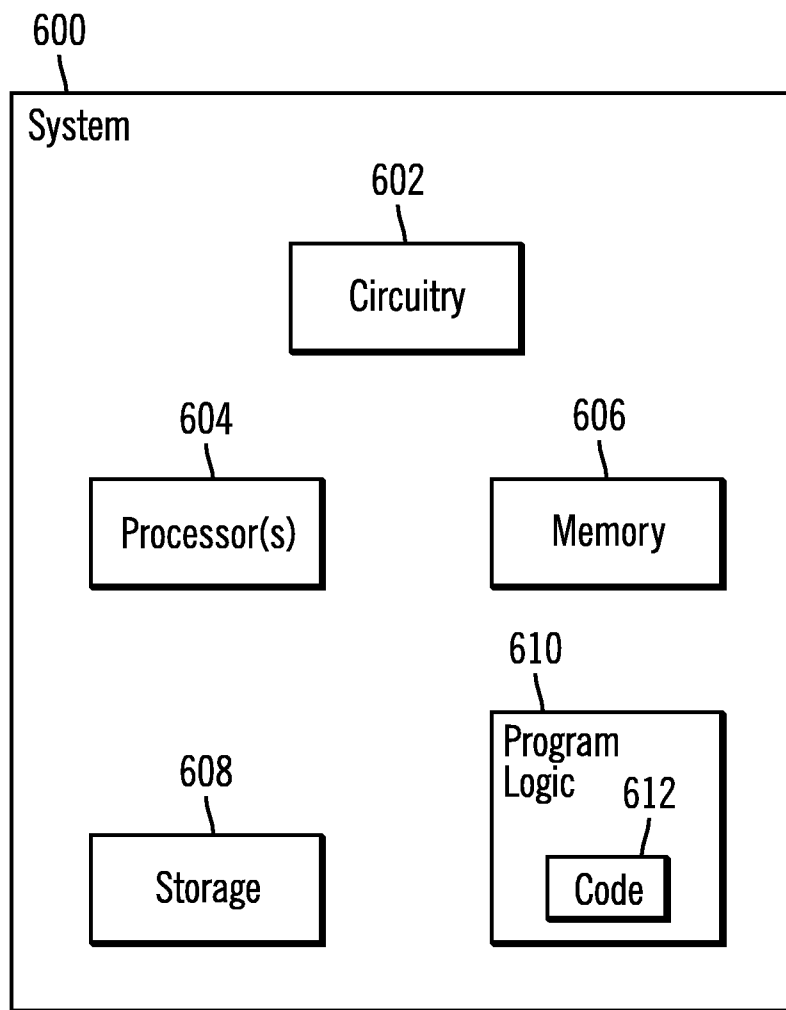 600
System
602
Circuitry
604
606
Processor(s)
Memory
610
Program
Logic
608
612
Storage
Code